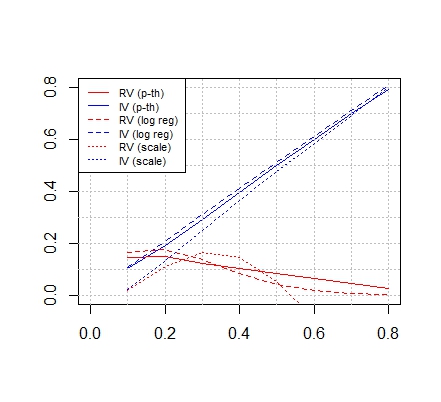 0.8
0.6
0.4
0.2
0.0
RV (p-th)
IV (p-th)
RV (log reg)
IV (log reg)
RV (scale)
IV (scale)
0.0 0.2 0.4 0.6 0.8